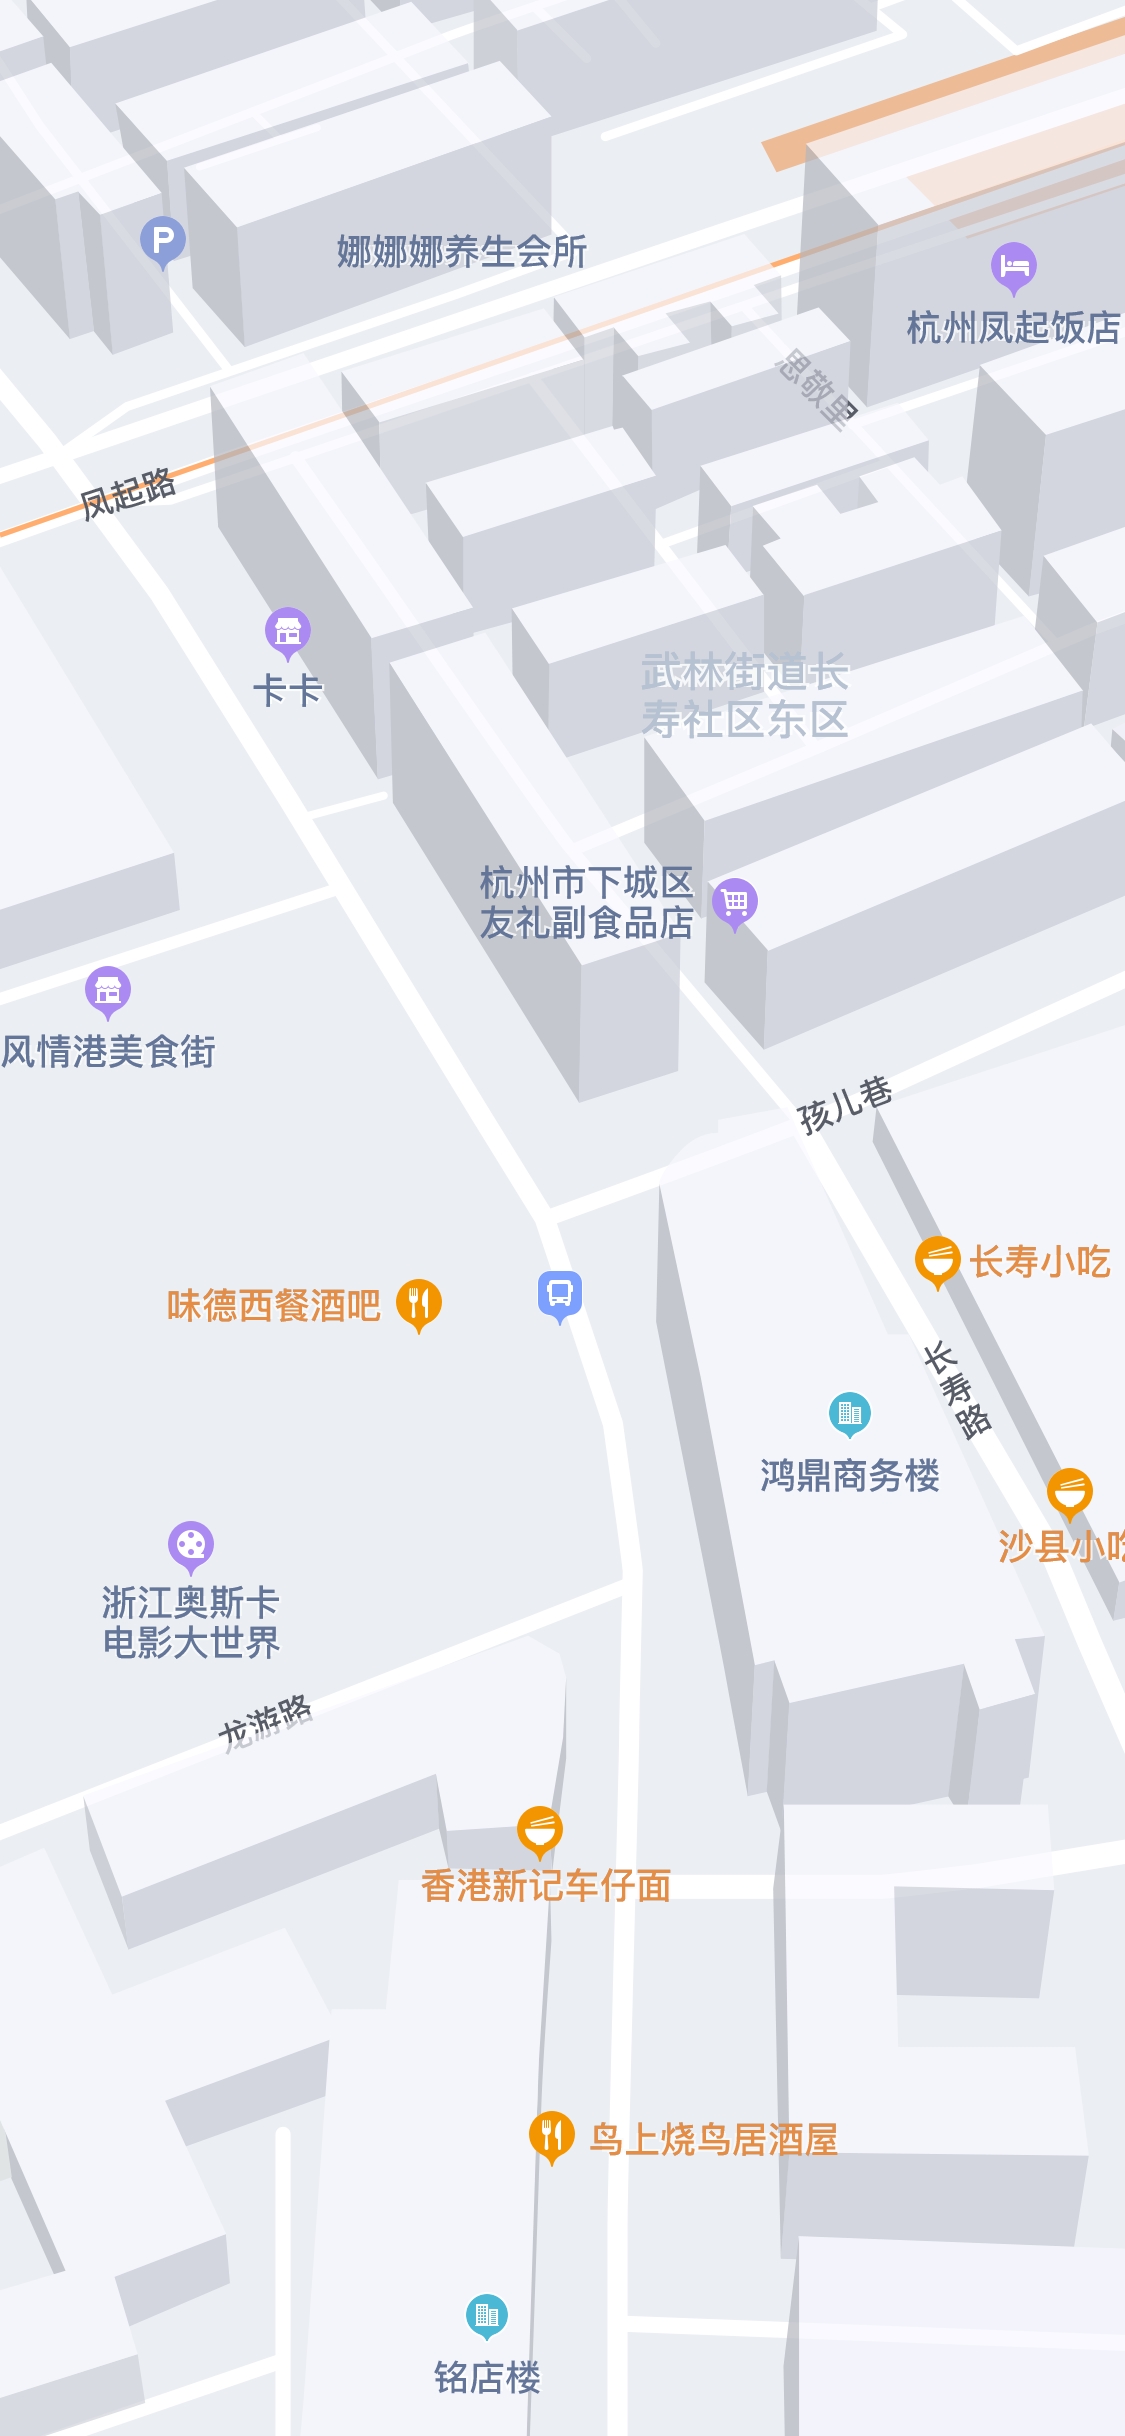 娜娜娜养生会所
杭州凤起饭店
思敬里
凤起路
卡卡
武林街道长
寿社区东区
杭州市下城区
友礼副食品店
风情港美食街
孩儿巷
长寿小吃
味德西餐酒吧
长寿路
鸿鼎商务楼
沙县小吃
浙江奥斯卡
电影大世界
龙游路
香港新记车仔面
鸟上烧鸟居酒屋
铭店楼